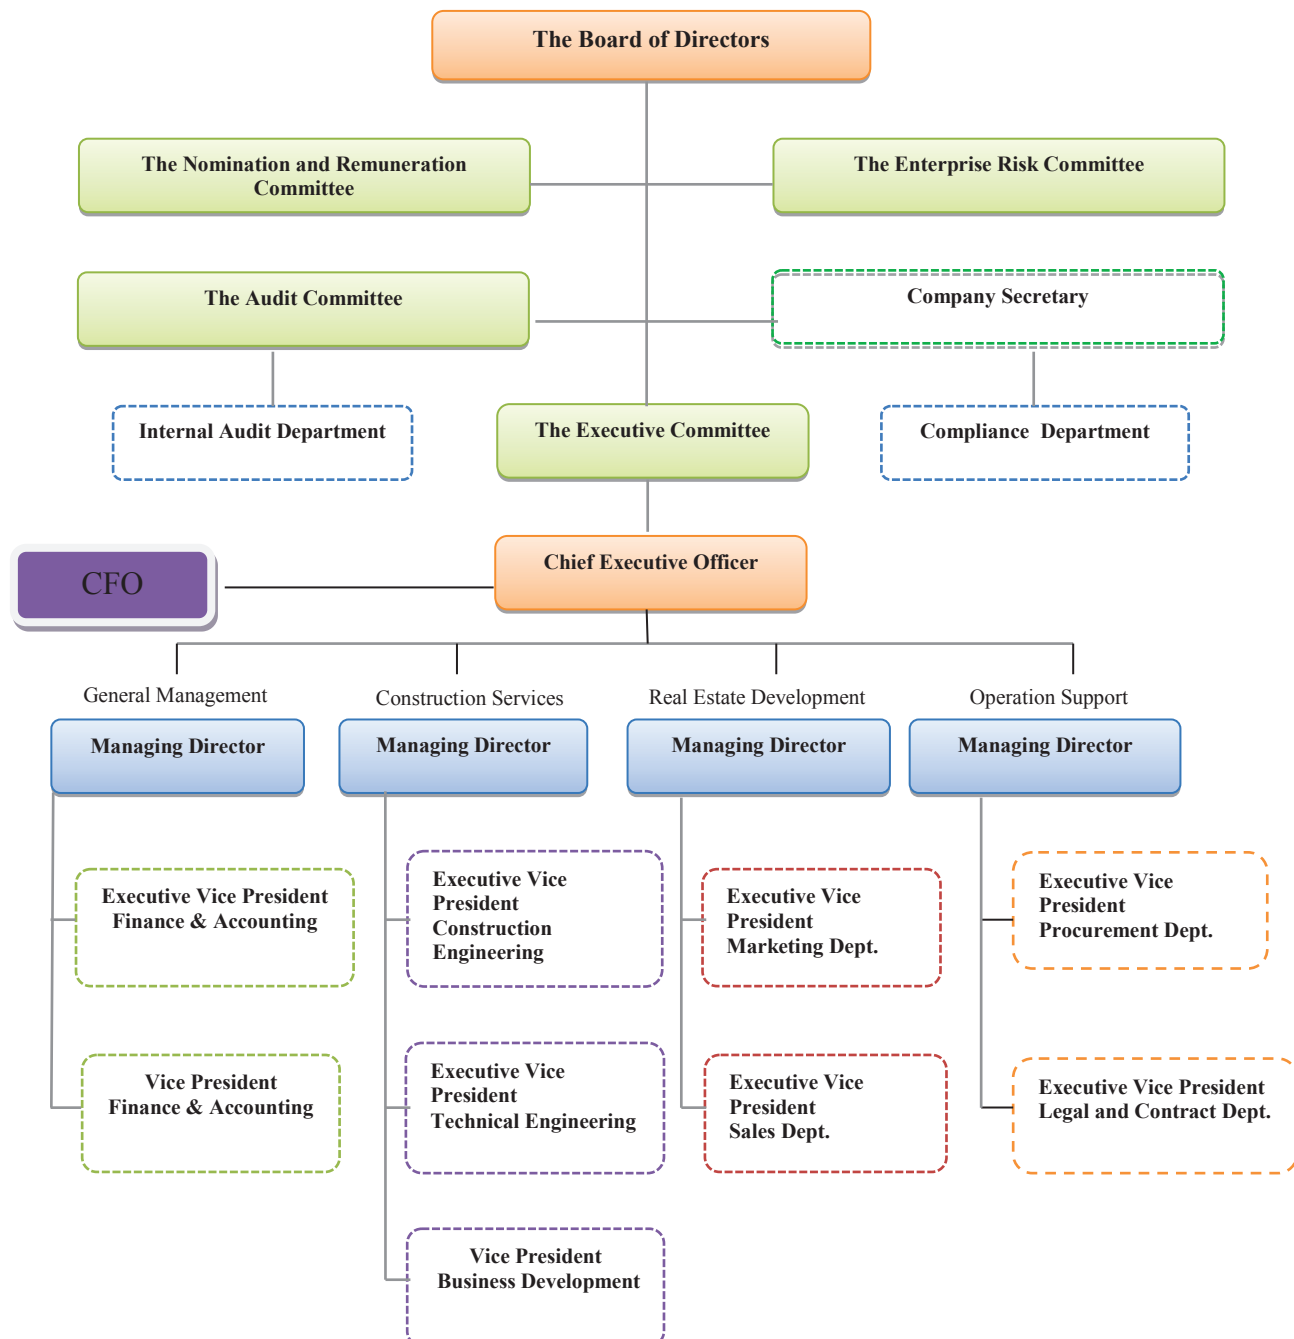 The Board of Directors
The Nomination and Remuneration
Committee
The Enterprise Risk Committee
The Audit Committee
Company Secretary
Internal Audit Department
The Executive Committee
Compliance Department
Chief Executive Officer
CFO
General Management
Construction Services
Real Estate Development
Operation Support
Managing Director
Managing Director
Managing Director
Managing Director
Executive Vice President
Finance & Accounting
Executive Vice
President
Construction
Engineering
Executive Vice
President
Marketing Dept.
Executive Vice
President
Procurement Dept.
Vice President
Finance & Accounting
Executive Vice
President
Technical Engineering
Executive Vice
President
Sales Dept.
Executive Vice President
Legal and Contract Dept.
Vice President
Business Development